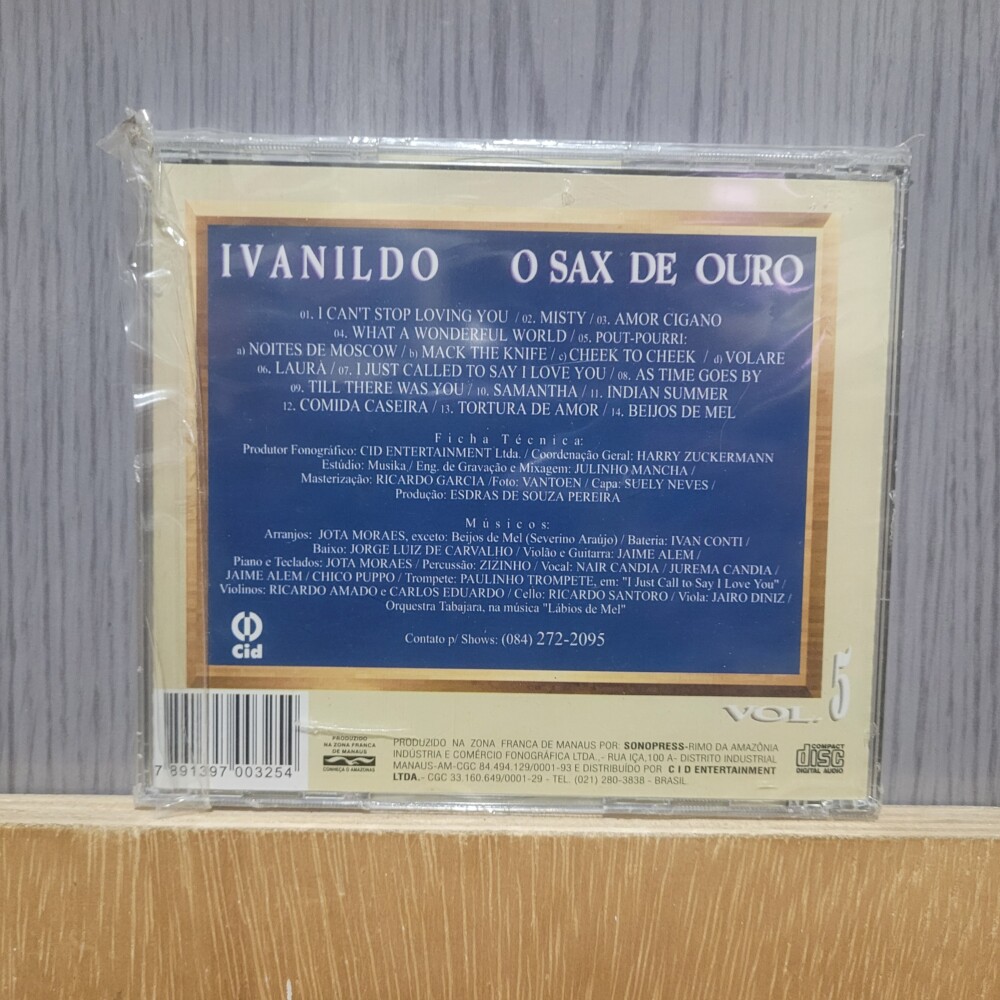 IVANILDO O SAX DE OURO
01. I CAN'T STOP LOVING YOU / 02. MISTY / 03. AMOR CIGANO
04. WHAT A WONDERFUL WORLD / 05. POUT-POURRI:
a) NOITES DE MOSCOW / b) MACK THE KNIFE / c) CHEEK TO CHEEK / d) VOLARE
06. LAURA / 07. I JUST CALLED TO SAY I LOVE YOU / 08. AS TIME GOES BY
09. TILL THERE WAS YOU / 10. SAMANTHA / 11. INDIAN SUMMER
12. COMIDA CASEIRA / 13. TORTURA DE AMOR / 14. BEIJOS DE MEL
Ficha Técnica:
Produtor Fonográfico: CID ENTERTAINMENT Ltda. / Coordenação Geral: HARRY ZUCKERMANN
Estúdio: Musika / Eng. de Gravação e Mixagem: JULINHO MANCHA /
Masterização: RICARDO GARCIA /Foto: VANTOEN / Capa: SUELY NEVES /
Produção: ESDRAS DE SOUZA PEREIRA
Músicos:
Arranjos: JOTA MORAES, exceto: Beijos de Mel (Severino Araújo) / Bateria: IVAN CONTI /
Baixo: JORGE LUIZ DE CARVALHO / Violão e Guitarra: JAIME ALEM /
Piano e Teclados: JOTA MORAES / Percussão: ZIZINHO / Vocal: NAIR CANDIA / JUREMA CANDIA /
JAIME ALEM / CHICO PUPPO / Trompete: PAULINHO TROMPETE, em: "I Just Call to Say I Love You" /
Violinos: RICARDO AMADO e CARLOS EDUARDO / Cello: RICARDO SANTORO / Viola: JAIRO DINIZ /
Orquestra Tabajara, na música "Lábios de Mel"
Contato p/ Shows: (084) 272-2095
Cid
VOL. 5
7 891397 003254
PRODUZIDO
NA ZONA FRANCA
DE MANAUS
CONHEÇA O AMAZONAS
PRODUZIDO NA ZONA FRANCA DE MANAUS POR: SONOPRESS-RIMO DA AMAZÔNIA
INDÚSTRIA E COMÉRCIO FONOGRÁFICA LTDA.- RUA IÇA,100 A- DISTRITO INDUSTRIAL
MANAUS-AM-CGC 84.494.129/0001-93 E DISTRIBUÍDO POR C I D ENTERTAINMENT
LTDA.- CGC 33.160.649/0001-29 - TEL. (021) 280-3838 - BRASIL
COMPACT
disc
DIGITAL AUDIO